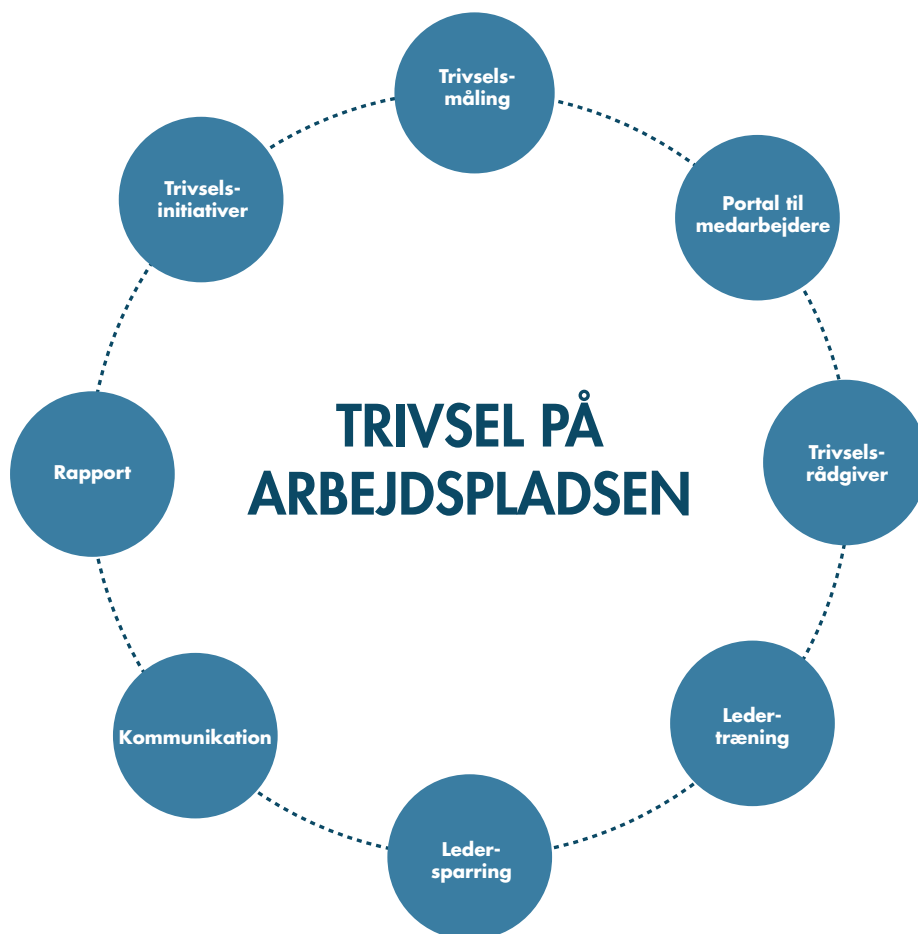 Trivsels-
måling
Portal til
medarbejdere
Trivsels-
rådgiver
Leder-
træning
Leder-
sparring
Kommunikation
Rapport
Trivsels-
initiativer
TRIVSEL PÅ
ARBEJDSPLADSEN